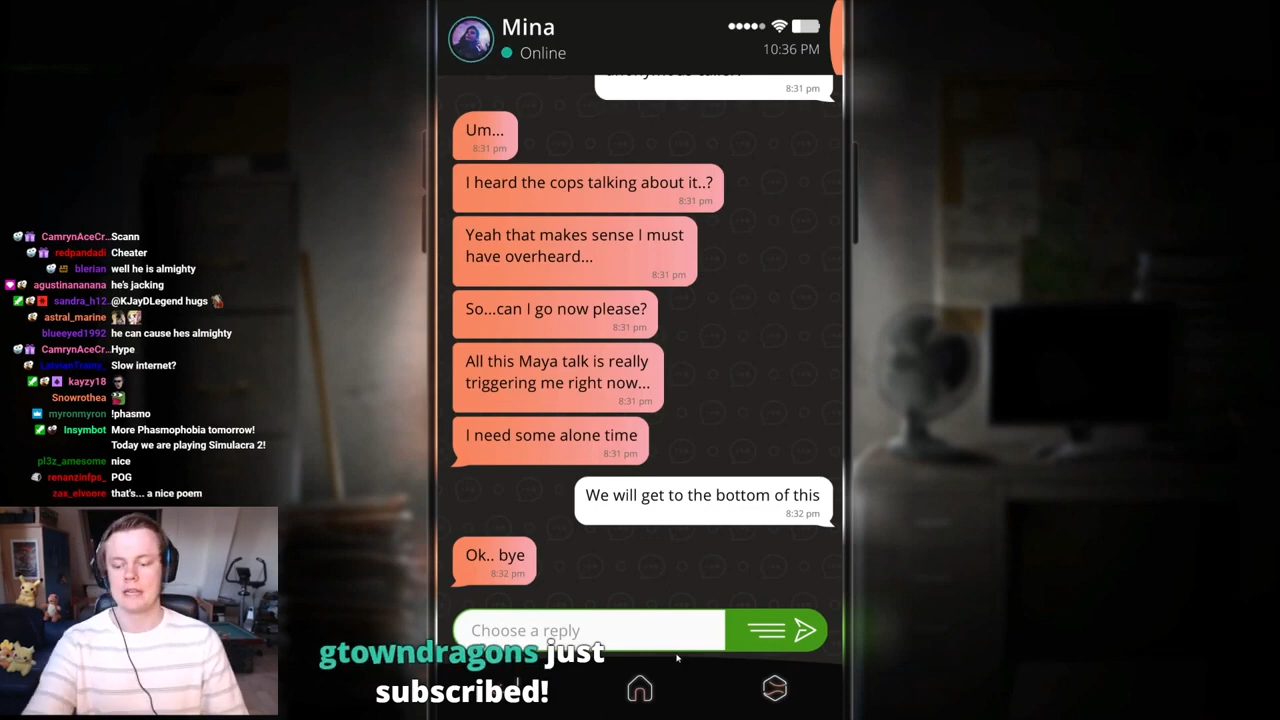 Mina
Online
10:36 PM
8:31 pm
Um...
8:31 pm
I heard the cops talking about it..?
8:31 pm
Yeah that makes sense I must
have overheard...
8:31 pm
So...can I go now please?
8:31 pm
All this Maya talk is really
triggering me right now...
8:31 pm
I need some alone time
8:31 pm
We will get to the bottom of this
8:32 pm
Ok.. bye
8:32 pm
Choose a reply
CamrynAceCr... Scann
redpandadi Cheater
blerian well he is almighty
agustinananana he's jacking
sandra_h12.. @KJayDLegend hugs
astral_marine
blueeyed1992 he can cause hes almighty
CamrynAceCr... Hype
Slow internet?
kayzy18
Snowrothea
myronmyron !phasmo
Insymbot More Phasmophobia tomorrow!
Today we are playing Simulacra 2!
pl3z_amesome nice
renanzinfps_ POG
zax_elvoore that's... a nice poem
gtowndragons just
subscribed!